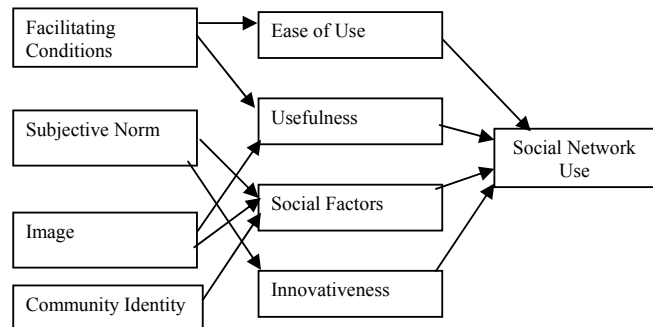 Facilitating
Conditions
Ease of Use
Subjective Norm
Usefulness
Social Network
Use
Image
Social Factors
Community Identity
Innovativeness